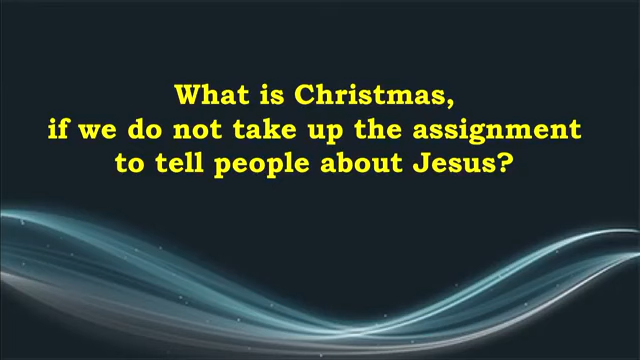 What is Christmas,
if we do not take up the assignment
to tell people about Jesus?